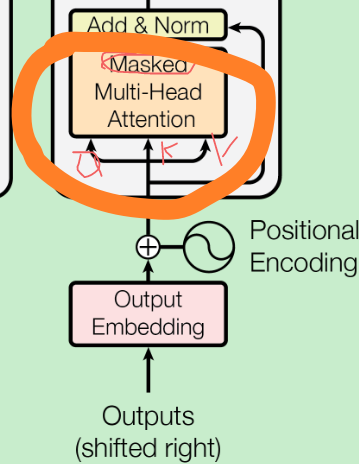 Add & Norm
Masked
Multi-Head
Attention
Q K V
Positional
Encoding
Output
Embedding
Outputs
(shifted right)